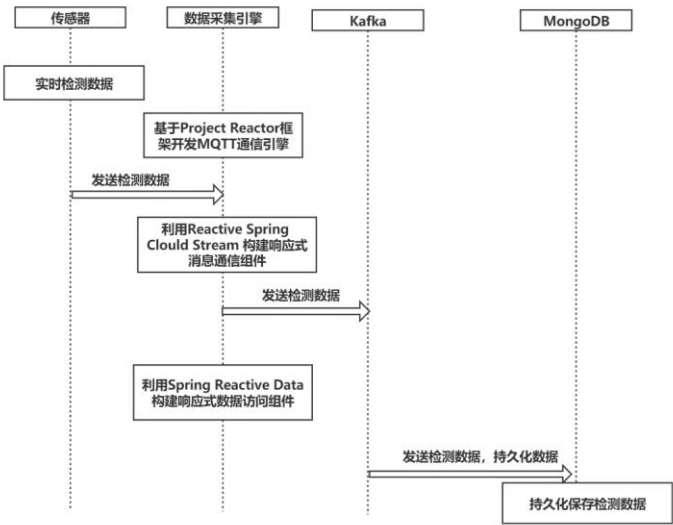 传感器
数据采集引擎
Kafka
MongoDB
实时检测数据
基于Project Reactor框
架开发MQTT通信引擎
发送检测数据
利用Reactive Spring
Clould Stream 构建响应式
消息通信组件
发送检测数据
利用Spring Reactive Data
构建响应式数据访问组件
发送检测数据，持久化数据
持久化保存检测数据